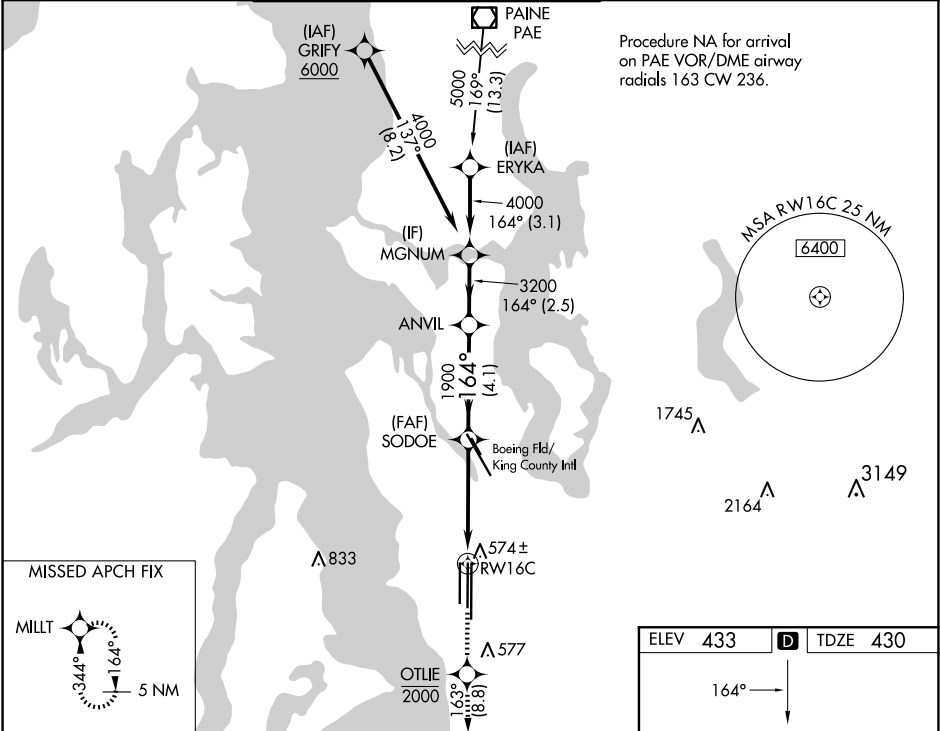 PAINE
PAE
(IAF)
GRIFY
6000
Procedure NA for arrival
on PAE VOR/DME airway
radials 163 CW 236.
5000
169°
(13.3)
4000
137°
(8.2)
(IAF)
ERYKA
4000
164° (3.1)
(IF)
MGNUM
3200
164° (2.5)
MSA RW16C 25 NM
6400
ANVIL
1900
164°
(4.1)
(FAF)
SODOE
Boeing Fld/
King County Intl
1745
2164
3149
574±
RW16C
833
MISSED APCH FIX
MILLT
344°
164°
5 NM
577
OTLIE
2000
163°
(8.8)
ELEV 433 D TDZE 430
164°